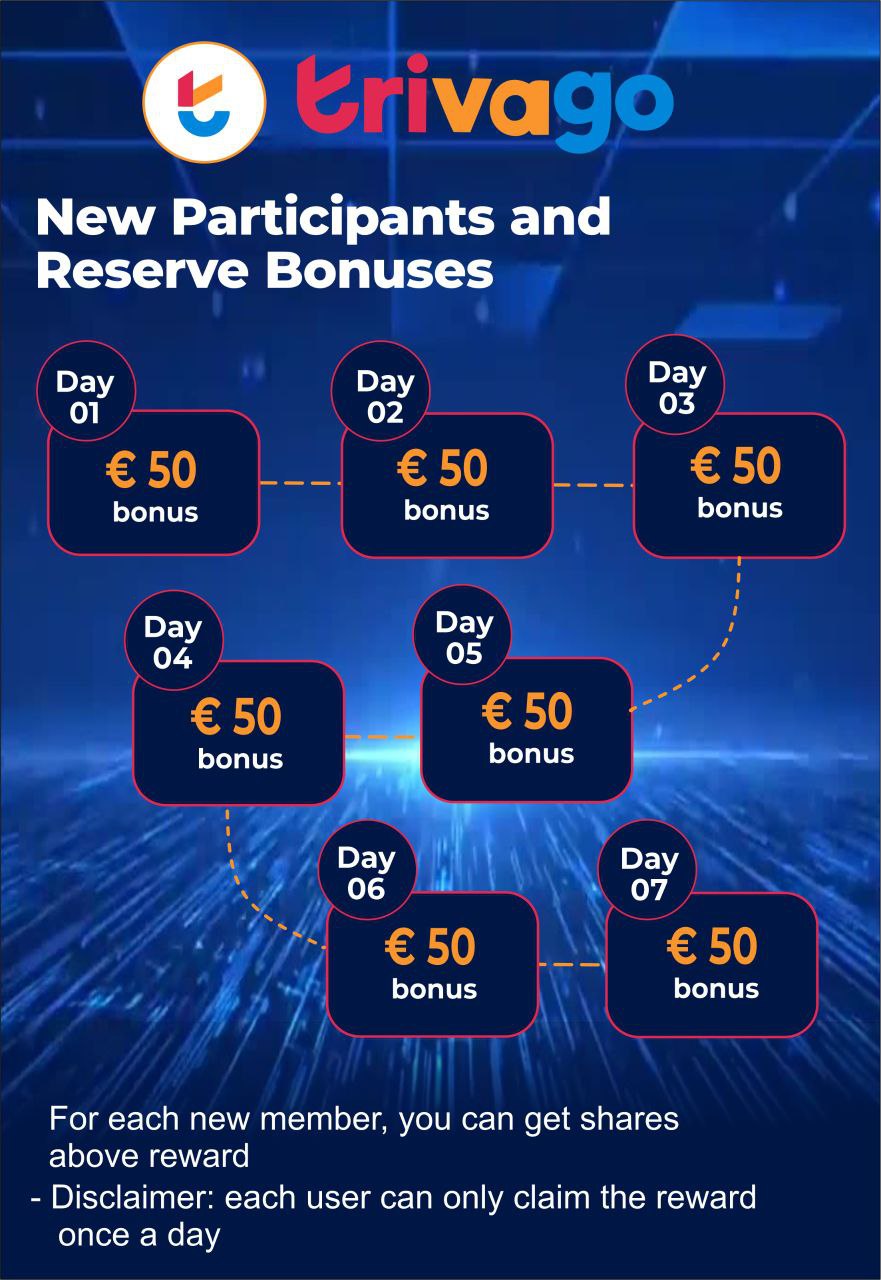 trivago
New Participants and
Reserve Bonuses
Day
01
€ 50
bonus
Day
02
€ 50
bonus
Day
03
€ 50
bonus
Day
04
€ 50
bonus
Day
05
€ 50
bonus
Day
06
€ 50
bonus
Day
07
€ 50
bonus
For each new member, you can get shares
above reward
- Disclaimer: each user can only claim the reward
once a day